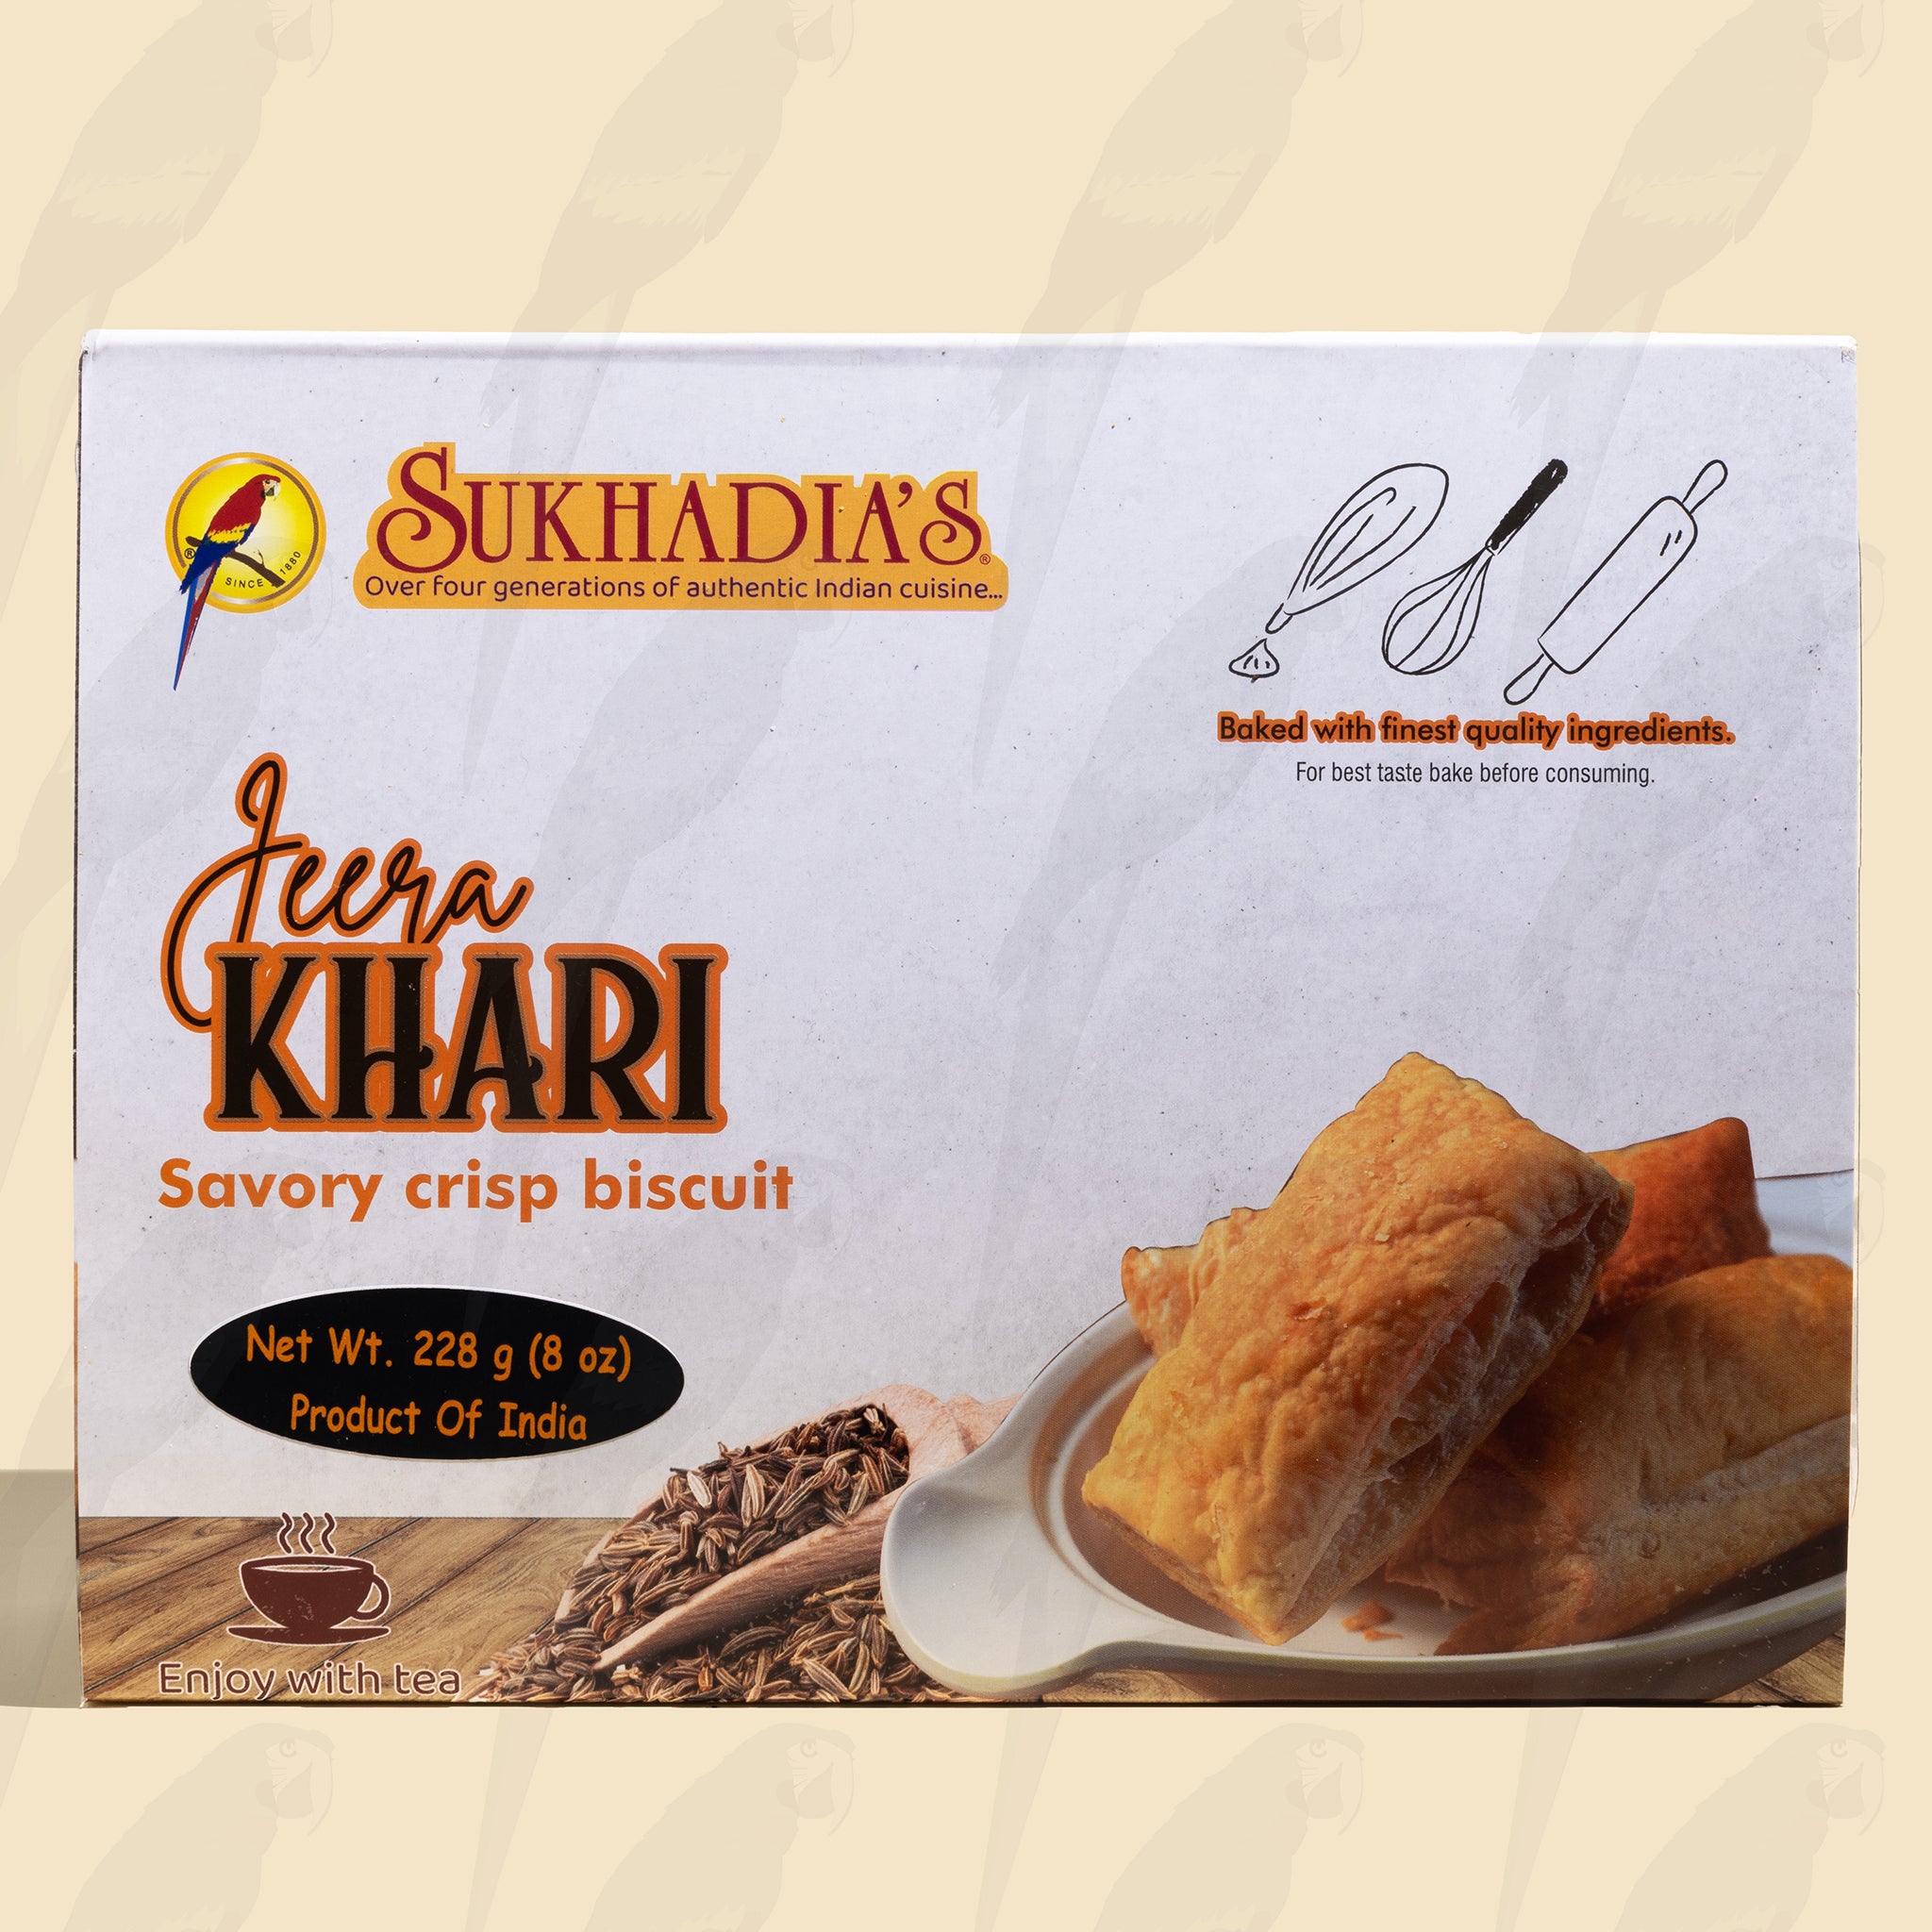 SUKHADIA'S®
Over four generations of authentic Indian cuisine...
® SINCE 1880
Baked with finest quality ingredients.
For best taste bake before consuming.
Jeera
KHARI
Savory crisp biscuit
Net Wt. 228 g (8 oz)
Product Of India
Enjoy with tea